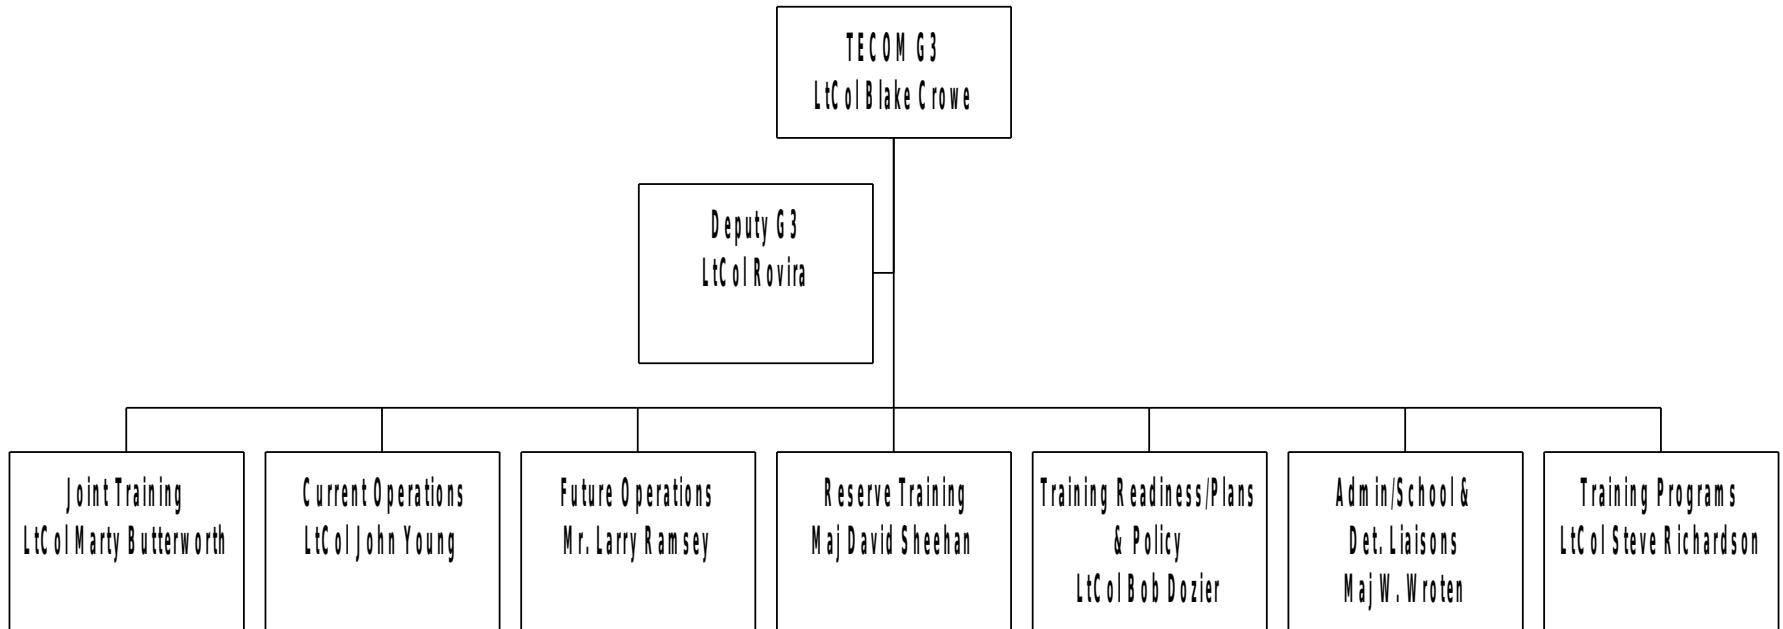 TECOM G3
LtCol Blake Crowe
Deputy G3
LtCol Rovira
Joint Training
LtCol Marty Butterworth
Current Operations
LtCol John Young
Future Operations
Mr. Larry Ramsey
Reserve Training
Maj David Sheehan
Training Readiness/Plans
& Policy
LtCol Bob Dozier
Admin/School &
Det. Liaisons
Maj W. Wroten
Training Programs
LtCol Steve Richardson